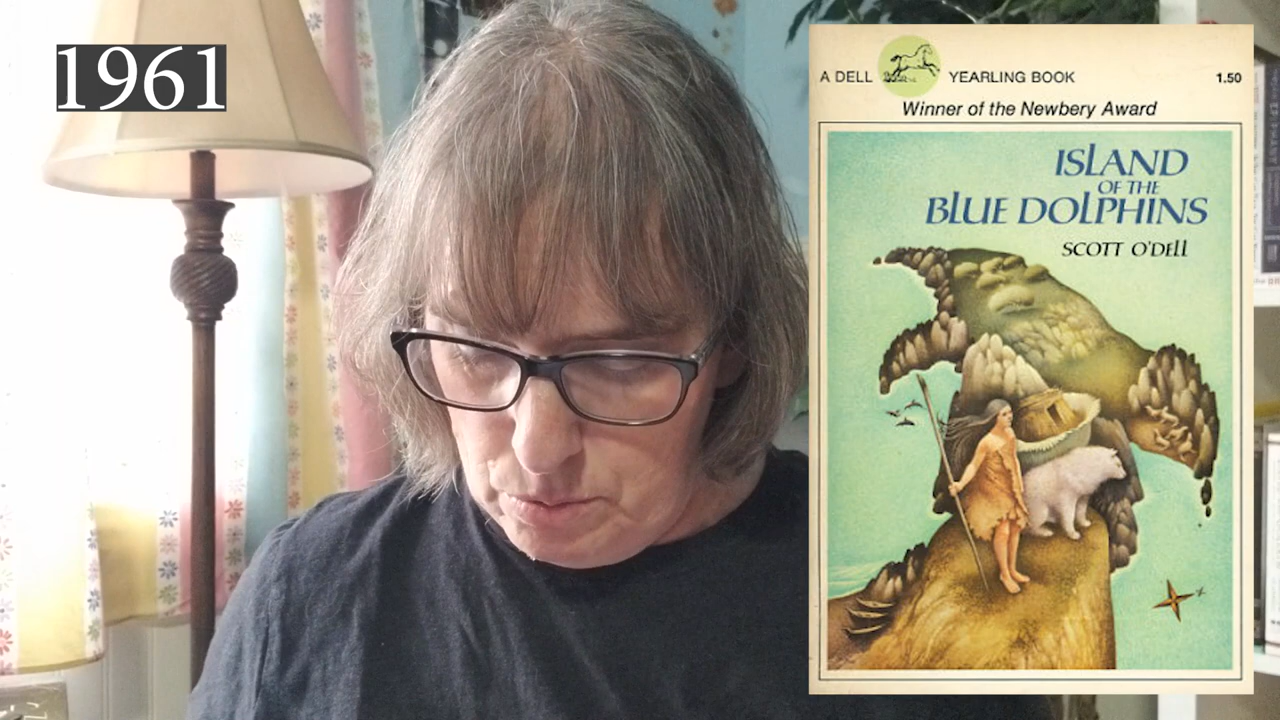 1961
A DELL YEARLING BOOK 1.50
Winner of the Newbery Award
ISLAND
OF THE
BLUE DOLPHINS
SCOTT O'DELL